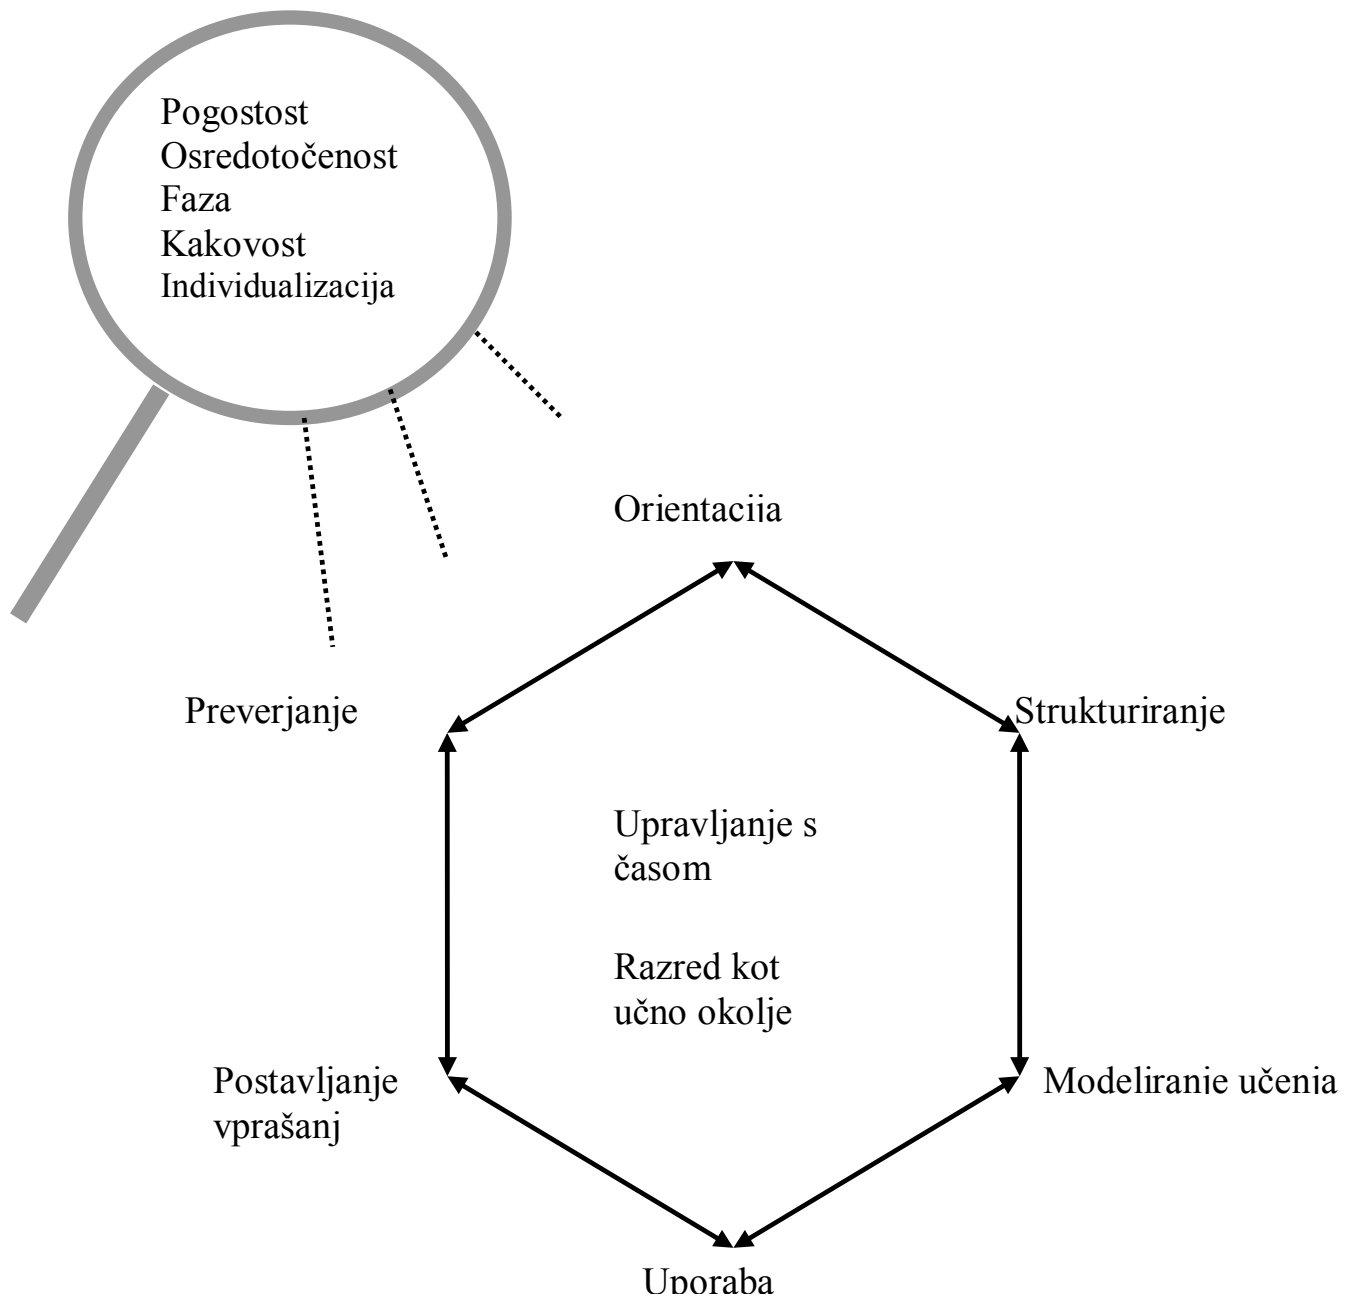 Pogostost
Osredotočenost
Faza
Kakovost
Individualizacija
Orientacija
Preverjanje
Strukturiranje
Upravljanje s
časom
Razred kot
učno okolje
Postavljanje
vprašanj
Modeliranje učenja
Uporaba